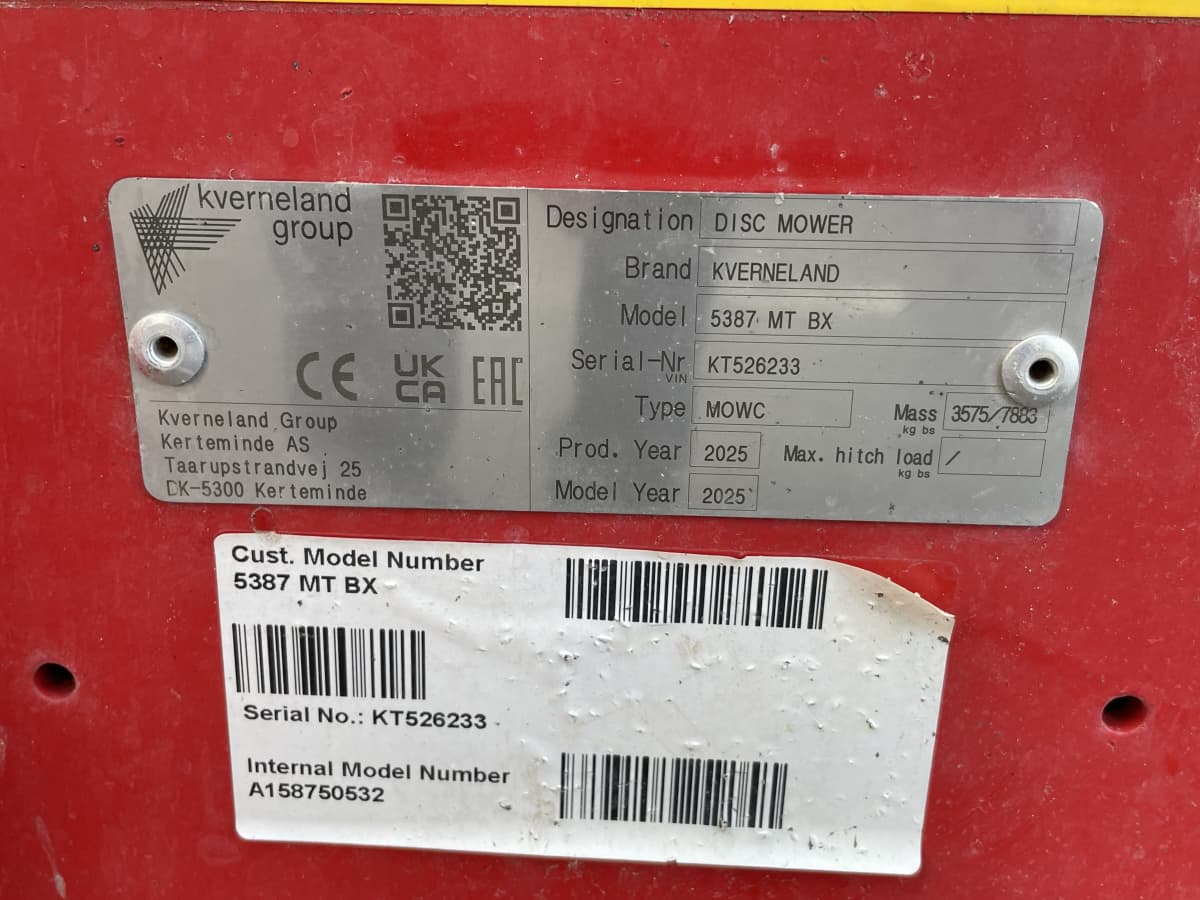 kverneland
group
CE UK CA EAC
Kverneland Group
Kerteminde AS
Taarupstrandvej 25
DK-5300 Kerteminde
Designation DISC MOWER
Brand KVERNELAND
Model 5387 MT BX
Serial-Nr KT526233
VIN
Type MOWC Mass 3575/7883
kg bs
Prod. Year 2025 Max. hitch load /
kg bs
Model Year 2025
Cust. Model Number
5387 MT BX
Serial No.: KT526233
Internal Model Number
A158750532